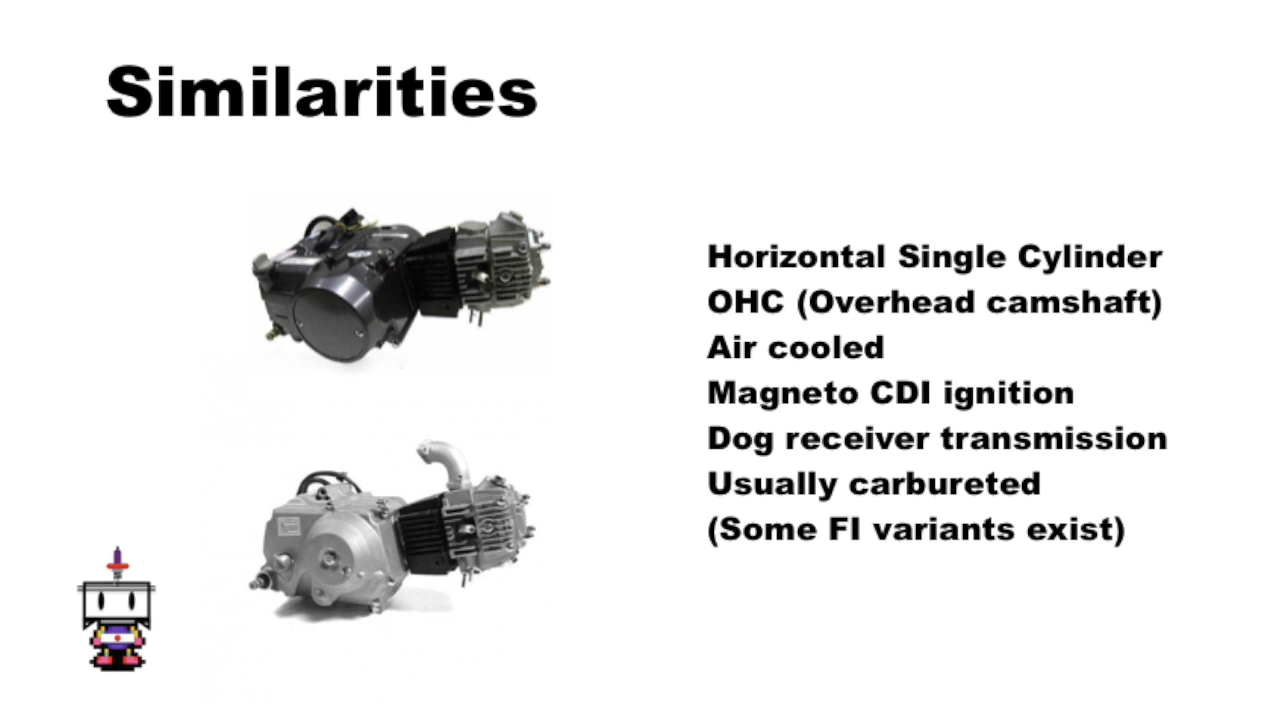 Similarities
Horizontal Single Cylinder
OHC (Overhead camshaft)
Air cooled
Magneto CDI ignition
Dog receiver transmission
Usually carbureted
(Some FI variants exist)